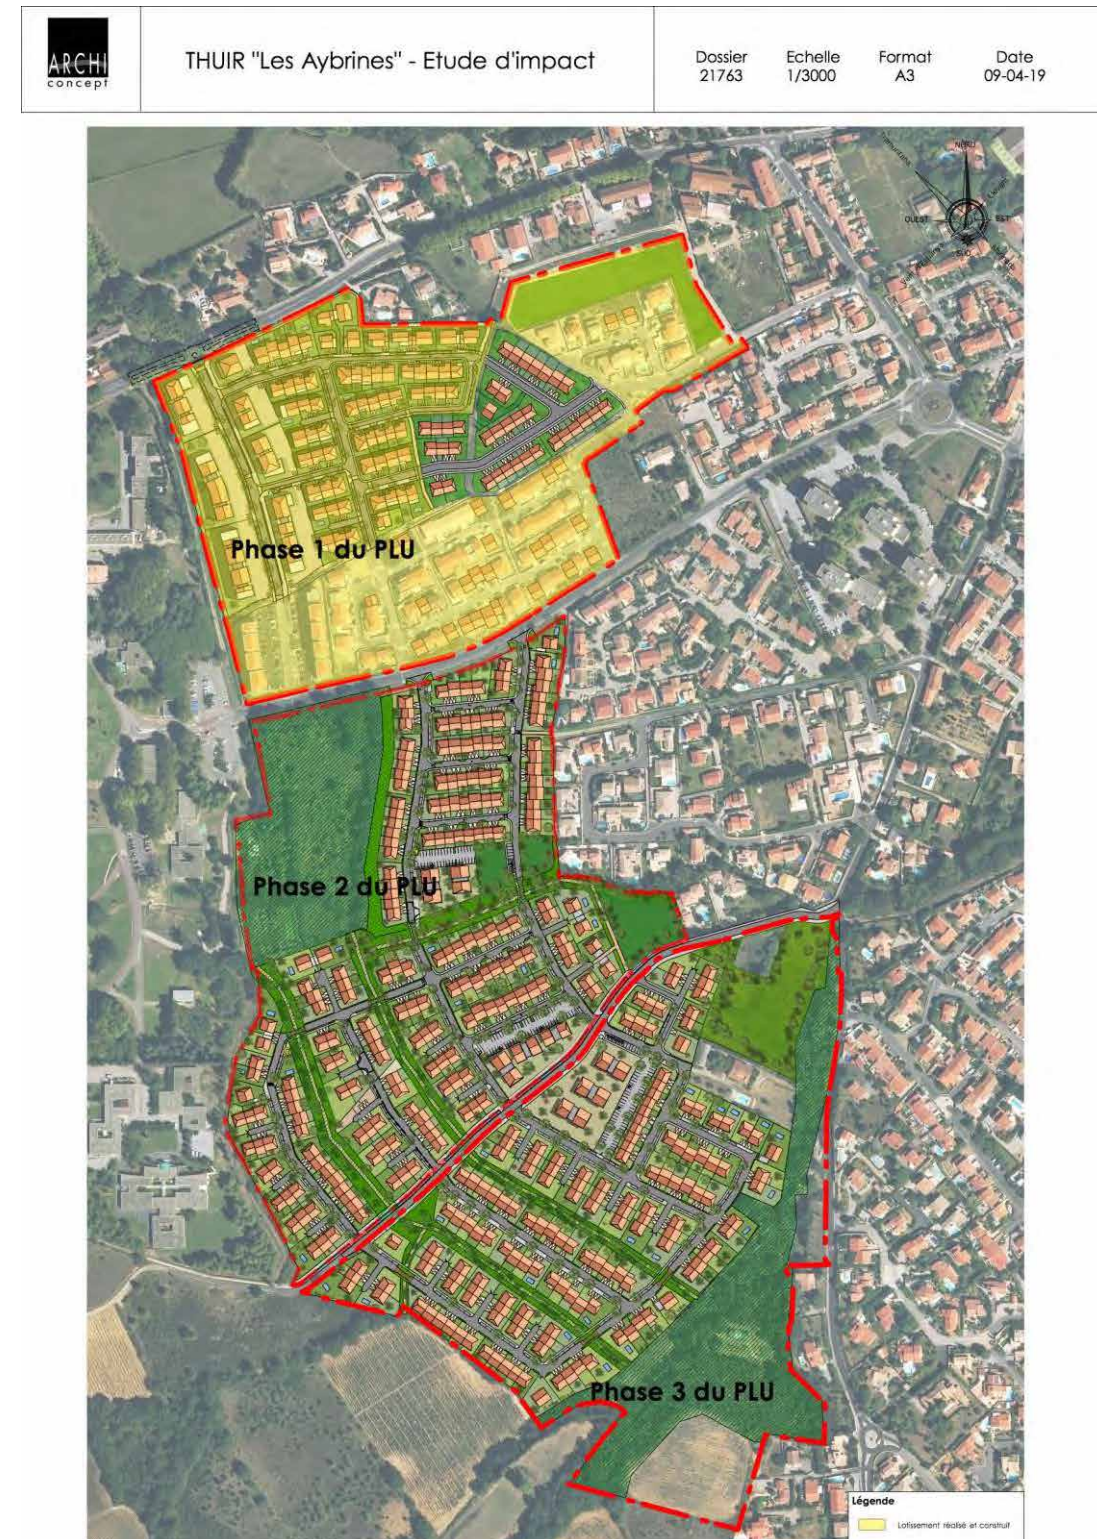 ARCHI
concept
THUIR "Les Aybrines" - Etude d'impact
Dossier
21763
Echelle
1/3000
Format
A3
Date
09-04-19
NORD
OUEST
EST
SUD
Phase 1 du PLU
Phase 2 du PLU
Phase 3 du PLU
Légende
Lotissement réalisé et construit